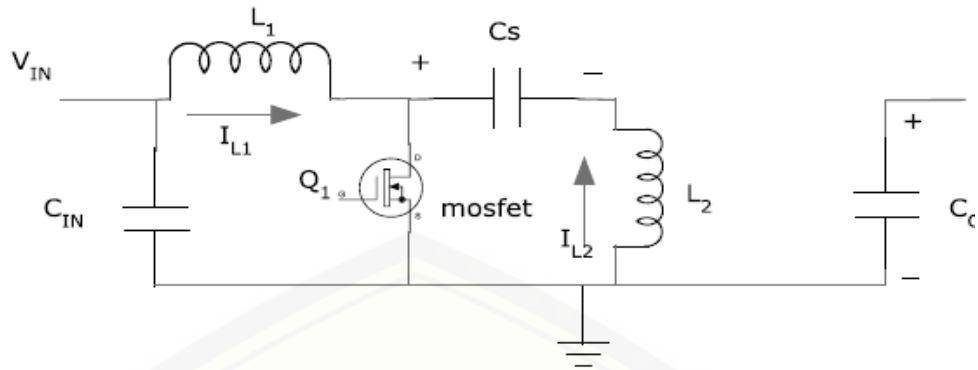 L1
Cs
VIN
+
−
+
IL1
D
Q1
G
S
mosfet
CIN
IL2
L2
−